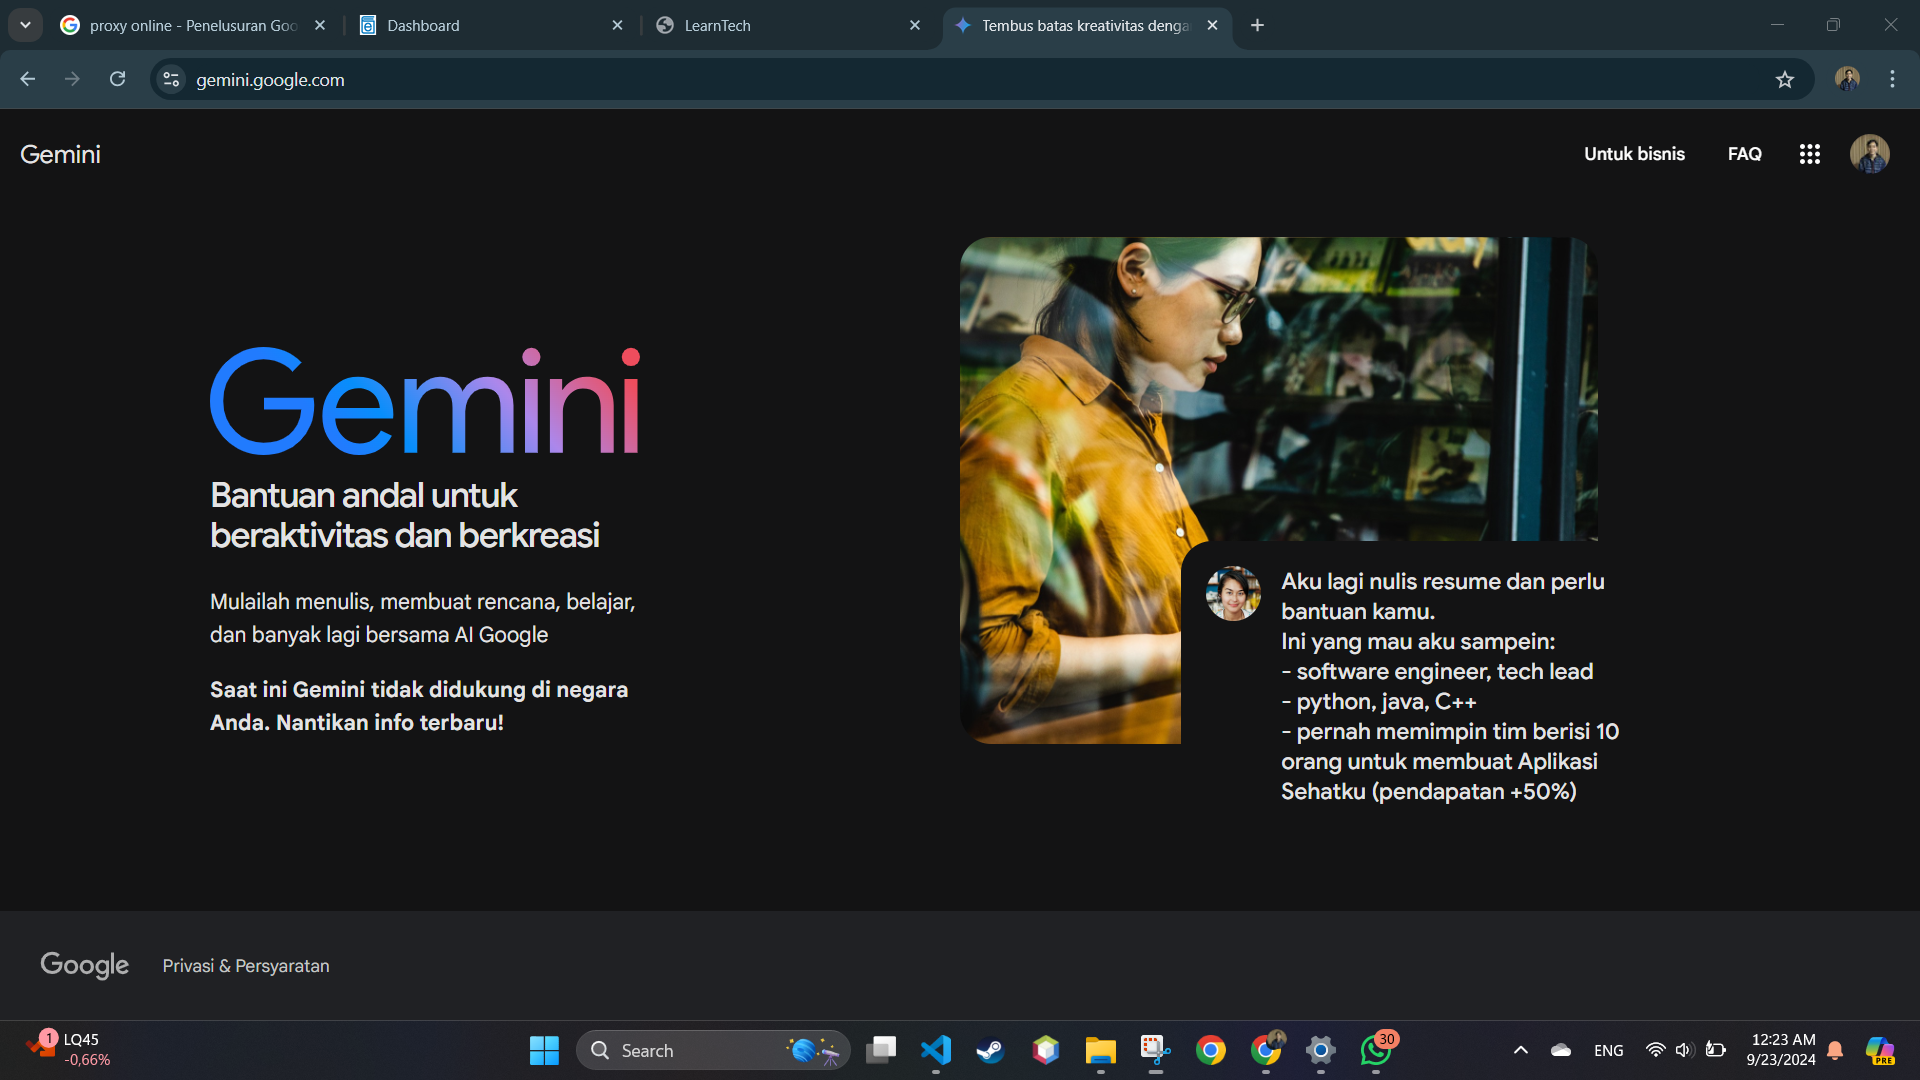 proxy online - Penelusuran Goo
Dashboard
LearnTech
Tembus batas kreativitas denga
gemini.google.com
Gemini
Untuk bisnis
FAQ
Gemini
Bantuan andal untuk
beraktivitas dan berkreasi
Mulailah menulis, membuat rencana, belajar,
dan banyak lagi bersama AI Google
Saat ini Gemini tidak didukung di negara
Anda. Nantikan info terbaru!
Aku lagi nulis resume dan perlu
bantuan kamu.
Ini yang mau aku sampein:
- software engineer, tech lead
- python, java, C++
- pernah memimpin tim berisi 10
orang untuk membuat Aplikasi
Sehatku (pendapatan +50%)
Google
Privasi & Persyaratan
1
LQ45
-0,66%
Search
30
ENG
12:23 AM
9/23/2024
PRE